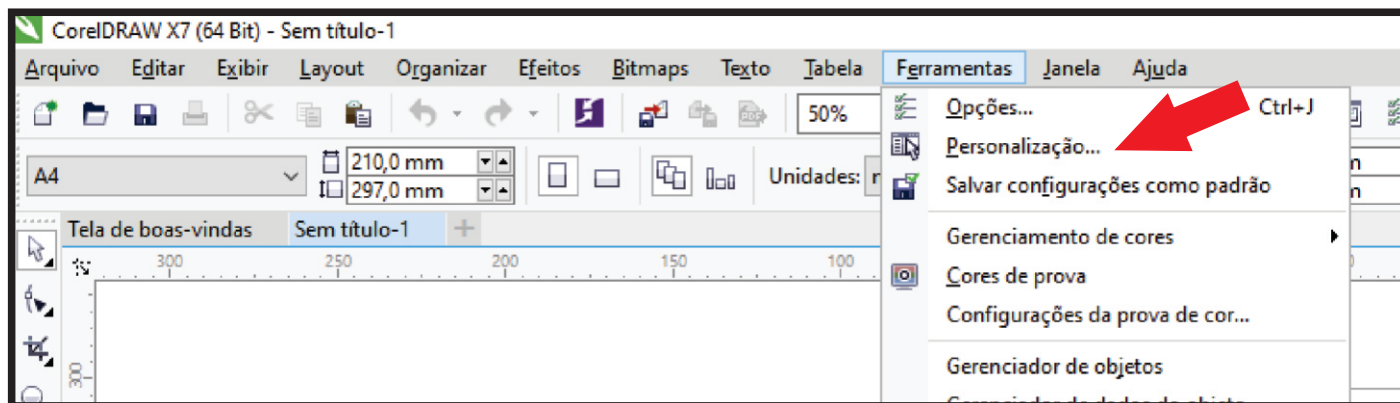 CorelDRAW X7 (64 Bit) - Sem título-1
Arquivo Editar Exibir Layout Organizar Efeitos Bitmaps Texto Tabela Ferramentas Janela Ajuda
50%
Opções... Ctrl+J
Personalização...
A4
210,0 mm
297,0 mm
Unidades:
Salvar configurações como padrão
Tela de boas-vindas Sem título-1
Gerenciamento de cores
300 250 200 150 100
Cores de prova
Configurações da prova de cor...
300
Gerenciador de objetos